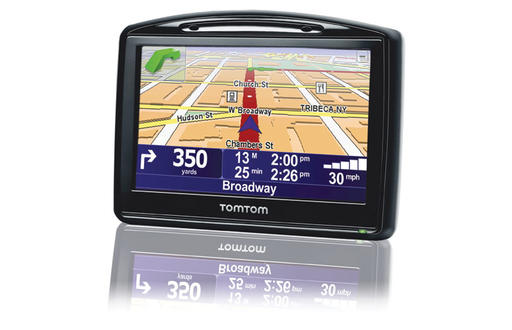 Church St
W Broadway
TRIBECA-NY
Hudson St
Chambers St
350
yards
13 M 2:00 pm
25 min 2:26 pm
30 mph
Broadway
TOMTOM